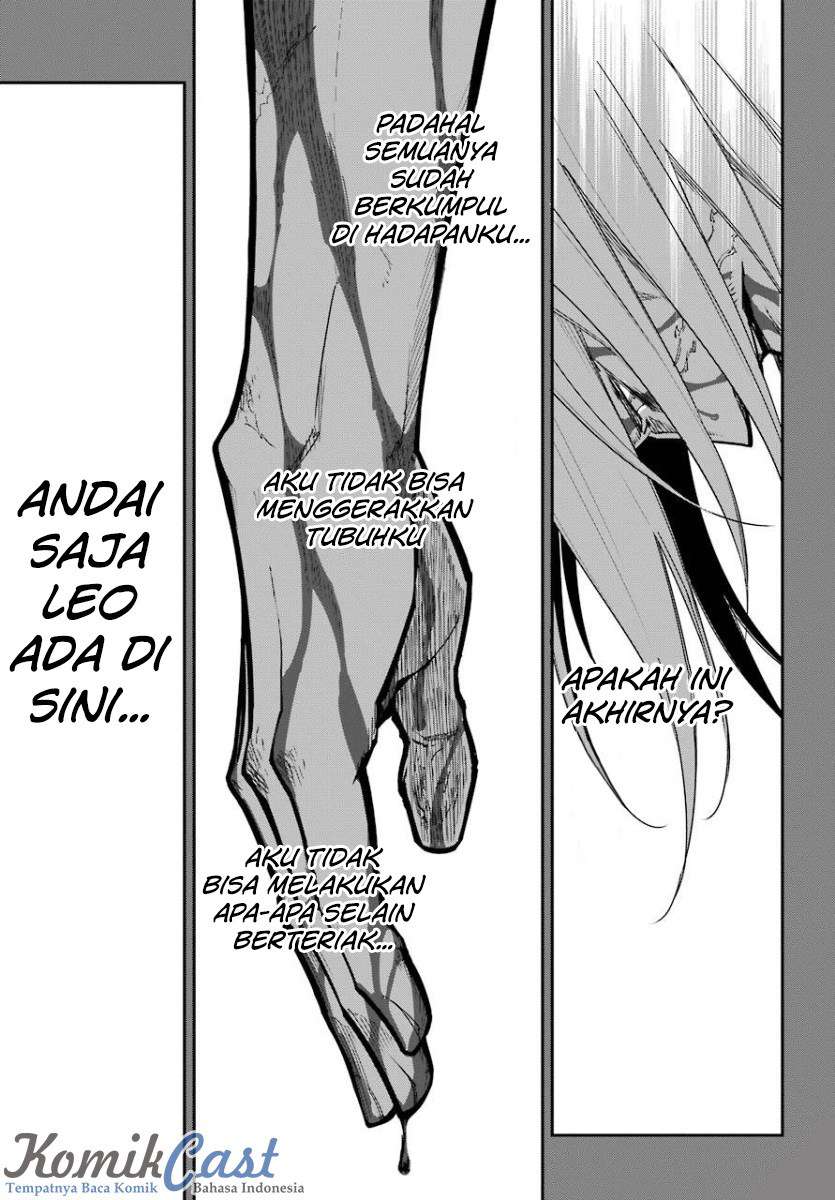 APAKAH INI
AKHIRNYA?
PADAHAL
SEMUANYA
SUDAH
BERKUMPUL
DI HADAPANKU...
AKU TIDAK BISA
MENGGERAKKAN
TUBUHKU
AKU TIDAK
BISA MELAKUKAN
APA-APA SELAIN
BERTERIAK...
ANDAI
SAJA
LEO
ADA DI
SINI...
KomikCast
Tempatnya Baca Komik Bahasa Indonesia